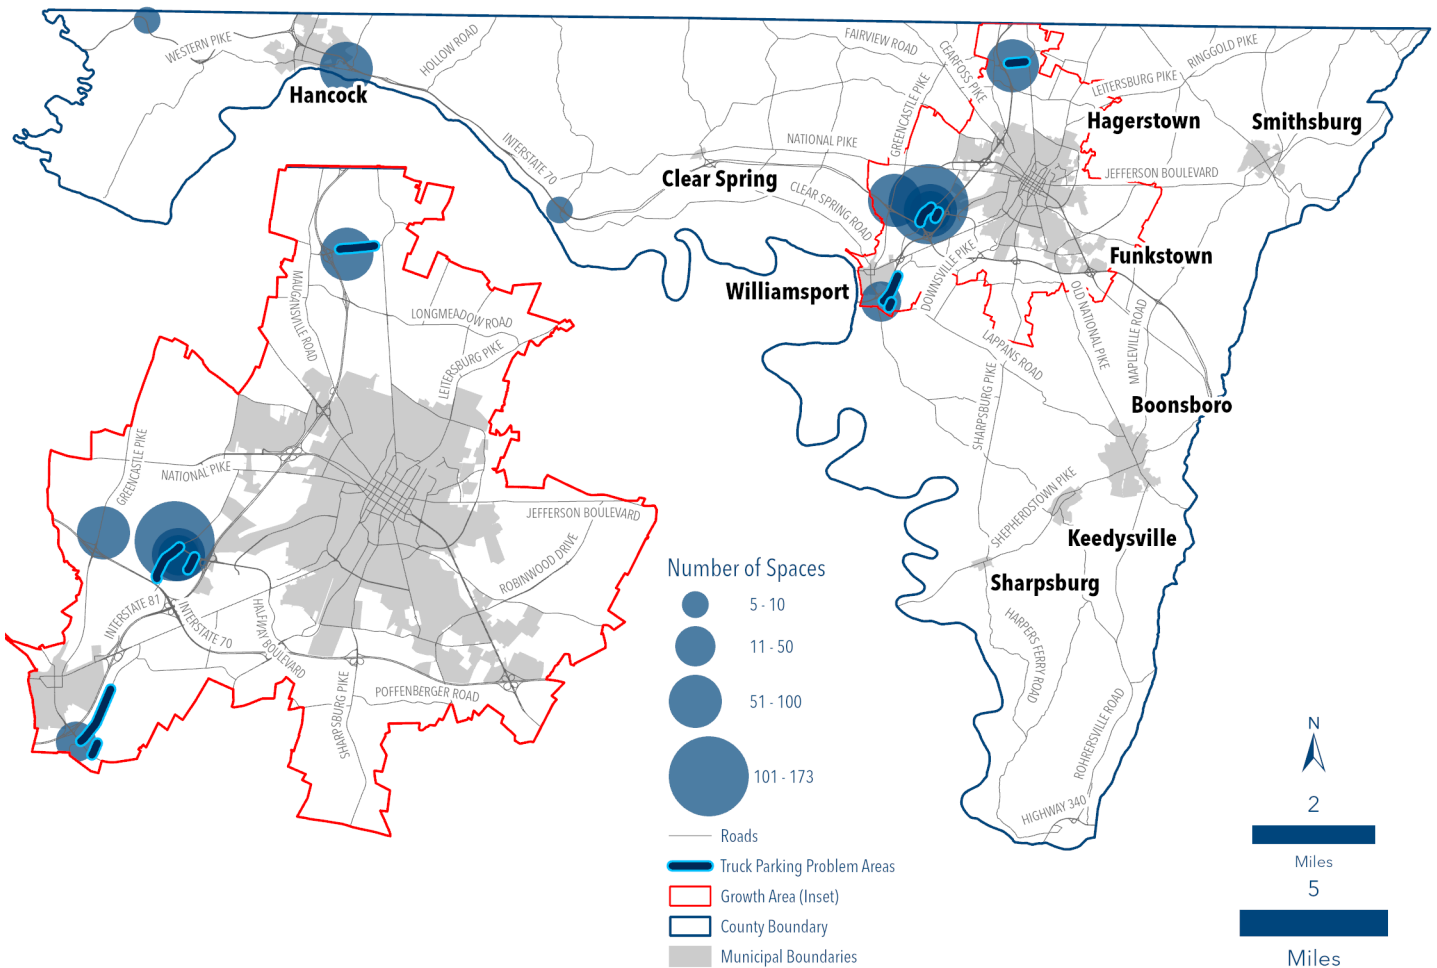 WESTERN PIKE
HOLLOW ROAD
Hancock
INTERSTATE 70
Clear Spring
NATIONAL PIKE
CLEAR SPRING ROAD
FAIRVIEW ROAD
CEARFOSS PIKE
GREENCASTLE PIKE
LEITERSBURG PIKE
RINGGOLD PIKE
Hagerstown
Smithsburg
JEFFERSON BOULEVARD
Funkstown
Williamsport
DOWNSVILLE PIKE
OLD NATIONAL PIKE
MAPLEVILLE ROAD
LAPPANS ROAD
SHARPSBURG PIKE
Boonsboro
SHEPHERDSTOWN PIKE
Keedysville
Sharpsburg
HARPERS FERRY ROAD
ROHRERSVILLE ROAD
HIGHWAY 340
MAUGANSVILLE ROAD
LONGMEADOW ROAD
LEITERSBURG PIKE
GREENCASTLE PIKE
NATIONAL PIKE
JEFFERSON BOULEVARD
ROBINWOOD DRIVE
INTERSTATE 81
INTERSTATE 70
HALFWAY BOULEVARD
SHARPSBURG PIKE
POFFENBERGER ROAD
Number of Spaces
5 - 10
11 - 50
51 - 100
101 - 173
Roads
Truck Parking Problem Areas
Growth Area (Inset)
County Boundary
Municipal Boundaries
N
2
Miles
5
Miles